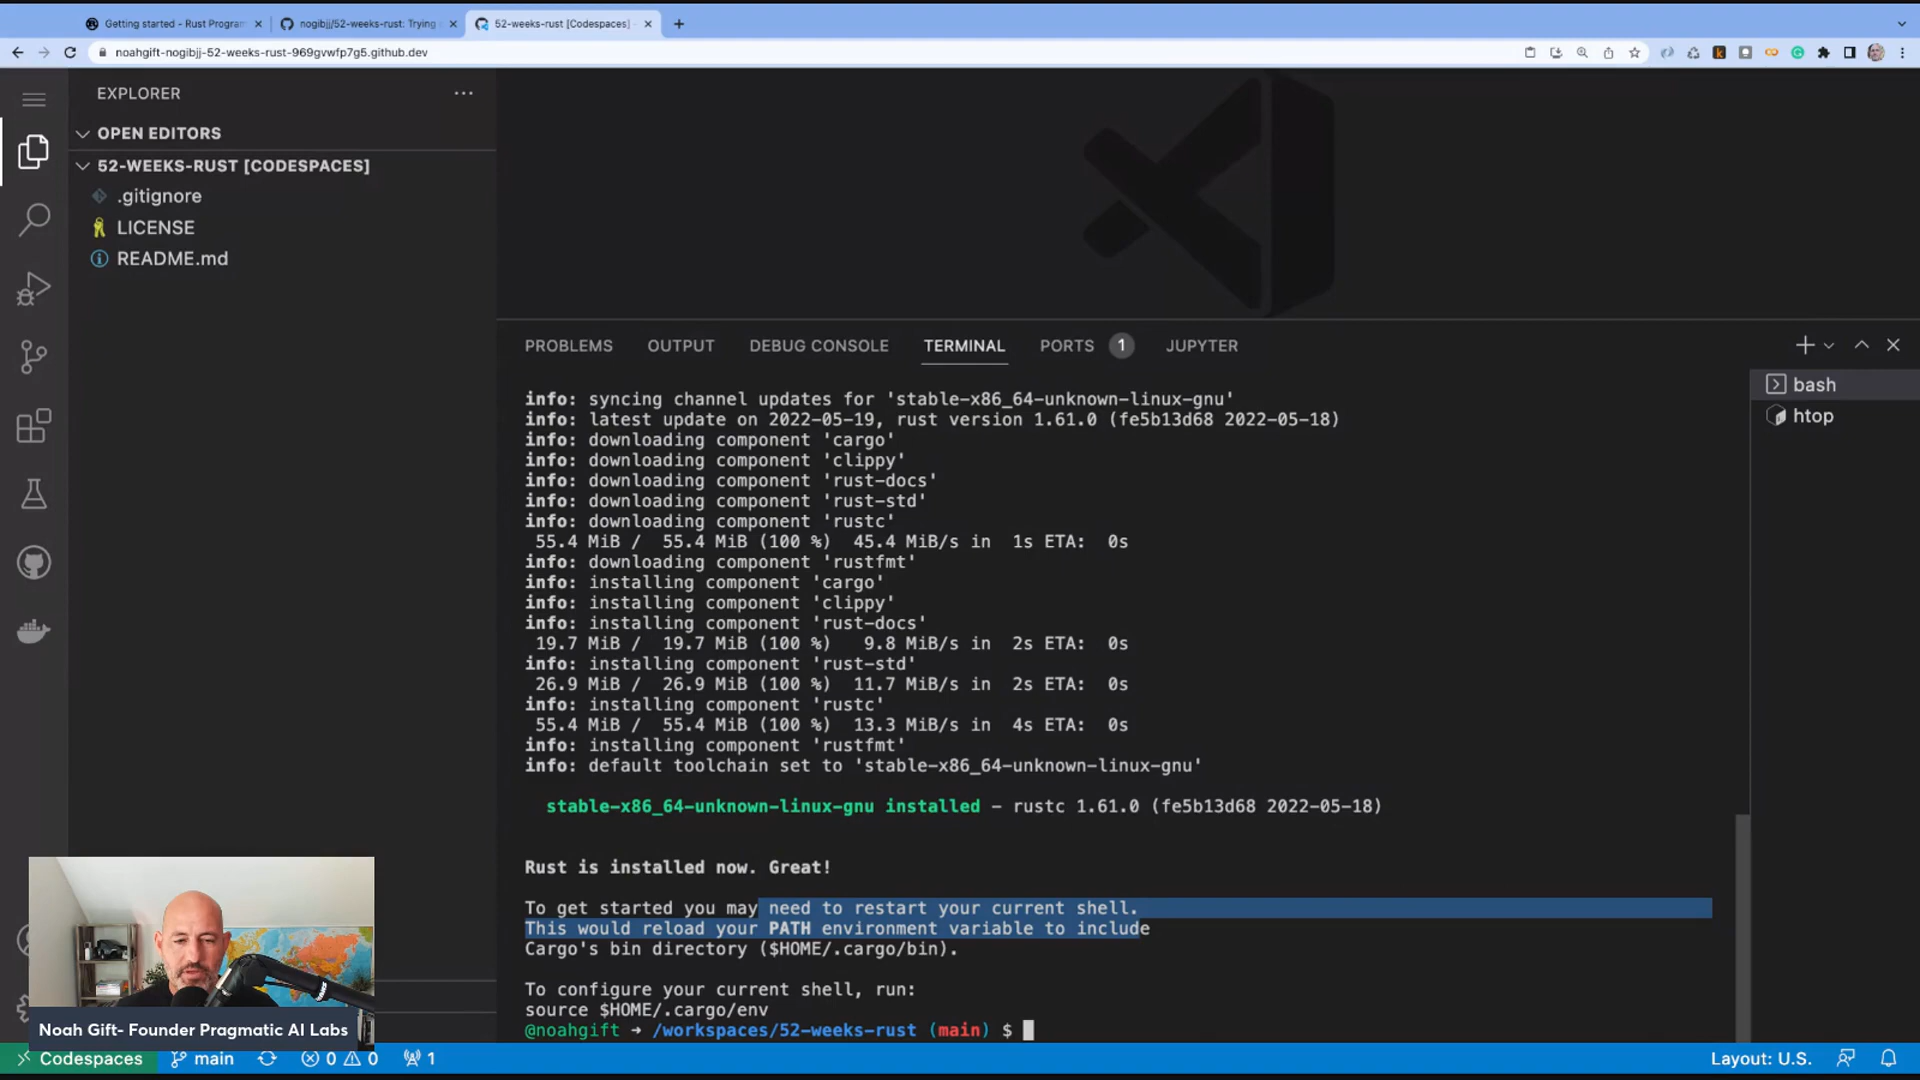 Getting started - Rust Program
nogibjj/52-weeks-rust: Trying
52-weeks-rust [Codespaces]
noahgift-nogibjj-52-weeks-rust-969gvwfp7g5.github.dev
EXPLORER
OPEN EDITORS
52-WEEKS-RUST [CODESPACES]
.gitignore
LICENSE
README.md
PROBLEMS
OUTPUT
DEBUG CONSOLE
TERMINAL
PORTS
1
JUPYTER
bash
htop
info: syncing channel updates for 'stable-x86_64-unknown-linux-gnu'
info: latest update on 2022-05-19, rust version 1.61.0 (fe5b13d68 2022-05-18)
info: downloading component 'cargo'
info: downloading component 'clippy'
info: downloading component 'rust-docs'
info: downloading component 'rust-std'
info: downloading component 'rustc'
55.4 MiB / 55.4 MiB (100 %) 45.4 MiB/s in 1s ETA: 0s
info: downloading component 'rustfmt'
info: installing component 'cargo'
info: installing component 'clippy'
info: installing component 'rust-docs'
19.7 MiB / 19.7 MiB (100 %) 9.8 MiB/s in 2s ETA: 0s
info: installing component 'rust-std'
26.9 MiB / 26.9 MiB (100 %) 11.7 MiB/s in 2s ETA: 0s
info: installing component 'rustc'
55.4 MiB / 55.4 MiB (100 %) 13.3 MiB/s in 4s ETA: 0s
info: installing component 'rustfmt'
info: default toolchain set to 'stable-x86_64-unknown-linux-gnu'
stable-x86_64-unknown-linux-gnu installed - rustc 1.61.0 (fe5b13d68 2022-05-18)
Rust is installed now. Great!
To get started you may need to restart your current shell.
This would reload your PATH environment variable to include
Cargo's bin directory ($HOME/.cargo/bin).
To configure your current shell, run:
source $HOME/.cargo/env
@noahgift ➜ /workspaces/52-weeks-rust (main) $
Noah Gift- Founder Pragmatic AI Labs
Codespaces
main
0
0
1
Layout: U.S.